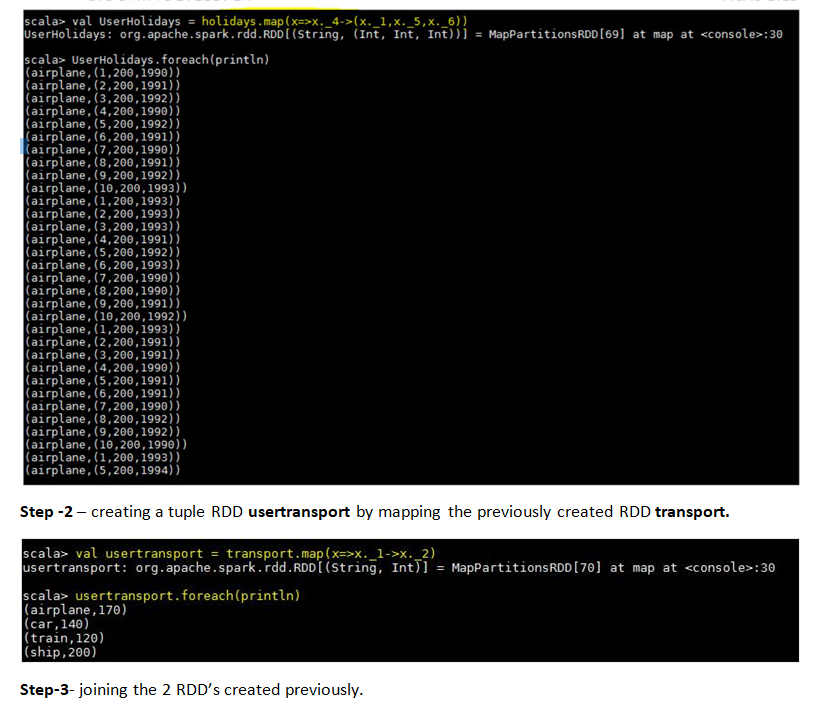 scala> val UserHolidays = holidays.map(x=>x._4->(x._1,x._5,x._6))
UserHolidays: org.apache.spark.rdd.RDD[(String, (Int, Int, Int))] = MapPartitionsRDD[69] at map at <console>:30
scala> UserHolidays.foreach(println)
(airplane,(1,200,1990))
(airplane,(2,200,1991))
(airplane,(3,200,1992))
(airplane,(4,200,1990))
(airplane,(5,200,1992))
(airplane,(6,200,1991))
(airplane,(7,200,1990))
(airplane,(8,200,1991))
(airplane,(9,200,1992))
(airplane,(10,200,1993))
(airplane,(1,200,1993))
(airplane,(2,200,1993))
(airplane,(3,200,1993))
(airplane,(4,200,1991))
(airplane,(5,200,1992))
(airplane,(6,200,1993))
(airplane,(7,200,1990))
(airplane,(8,200,1990))
(airplane,(9,200,1991))
(airplane,(10,200,1992))
(airplane,(1,200,1993))
(airplane,(2,200,1991))
(airplane,(3,200,1991))
(airplane,(4,200,1990))
(airplane,(5,200,1991))
(airplane,(6,200,1991))
(airplane,(7,200,1990))
(airplane,(8,200,1992))
(airplane,(9,200,1992))
(airplane,(10,200,1990))
(airplane,(1,200,1993))
(airplane,(5,200,1994))
Step -2 – creating a tuple RDD usertransport by mapping the previously created RDD transport.
scala> val usertransport = transport.map(x=>x._1->x._2)
usertransport: org.apache.spark.rdd.RDD[(String, Int)] = MapPartitionsRDD[70] at map at <console>:30
scala> usertransport.foreach(println)
(airplane,170)
(car,140)
(train,120)
(ship,200)
Step-3- joining the 2 RDD’s created previously.